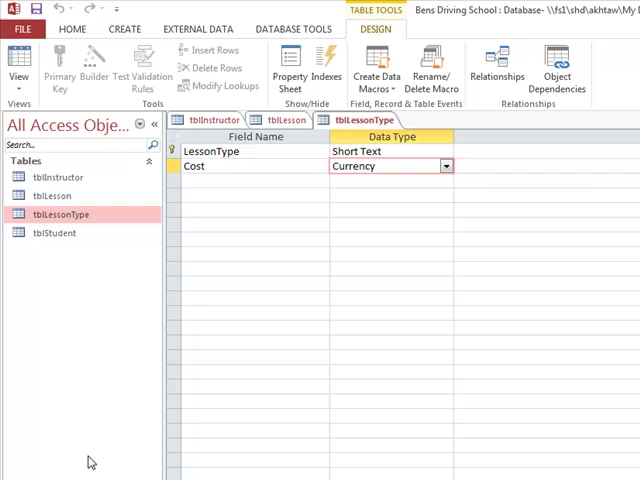 TABLE TOOLS
Bens Driving School : Database- \\fs1\shd\akhtaw\My D
FILE HOME CREATE EXTERNAL DATA DATABASE TOOLS DESIGN
View
Primary Key
Builder
Test Validation Rules
Insert Rows
Delete Rows
Modify Lookups
Property Sheet
Indexes
Create Data Macros
Rename/ Delete Macro
Relationships
Object Dependencies
Views Tools Show/Hide Field, Record & Table Events Relationships
All Access Obje...
Search...
Tables
tblInstructor
tblLesson
tblLessonType
tblStudent
tblInstructor tblLesson tblLessonType
Field Name Data Type
LessonType Short Text
Cost Currency